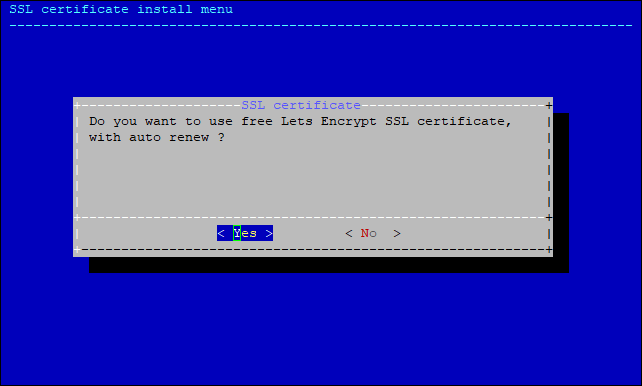 SSL certificate install menu
SSL certificate
Do you want to use free Lets Encrypt SSL certificate,
with auto renew ?
< Yes > < No >